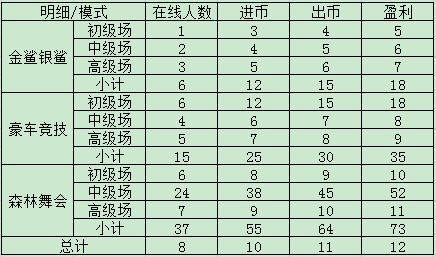 明细/模式 在线人数 进币 出币 盈利
金鲨银鲨 初级场 1 3 4 5
中级场 2 4 5 6
高级场 3 5 6 7
小计 6 12 15 18
豪车竞技 初级场 6 12 15 18
中级场 4 6 7 8
高级场 5 7 8 9
小计 15 25 30 35
森林舞会 初级场 6 8 9 10
中级场 24 38 45 52
高级场 7 9 10 11
小计 37 55 64 73
总计 8 10 11 12